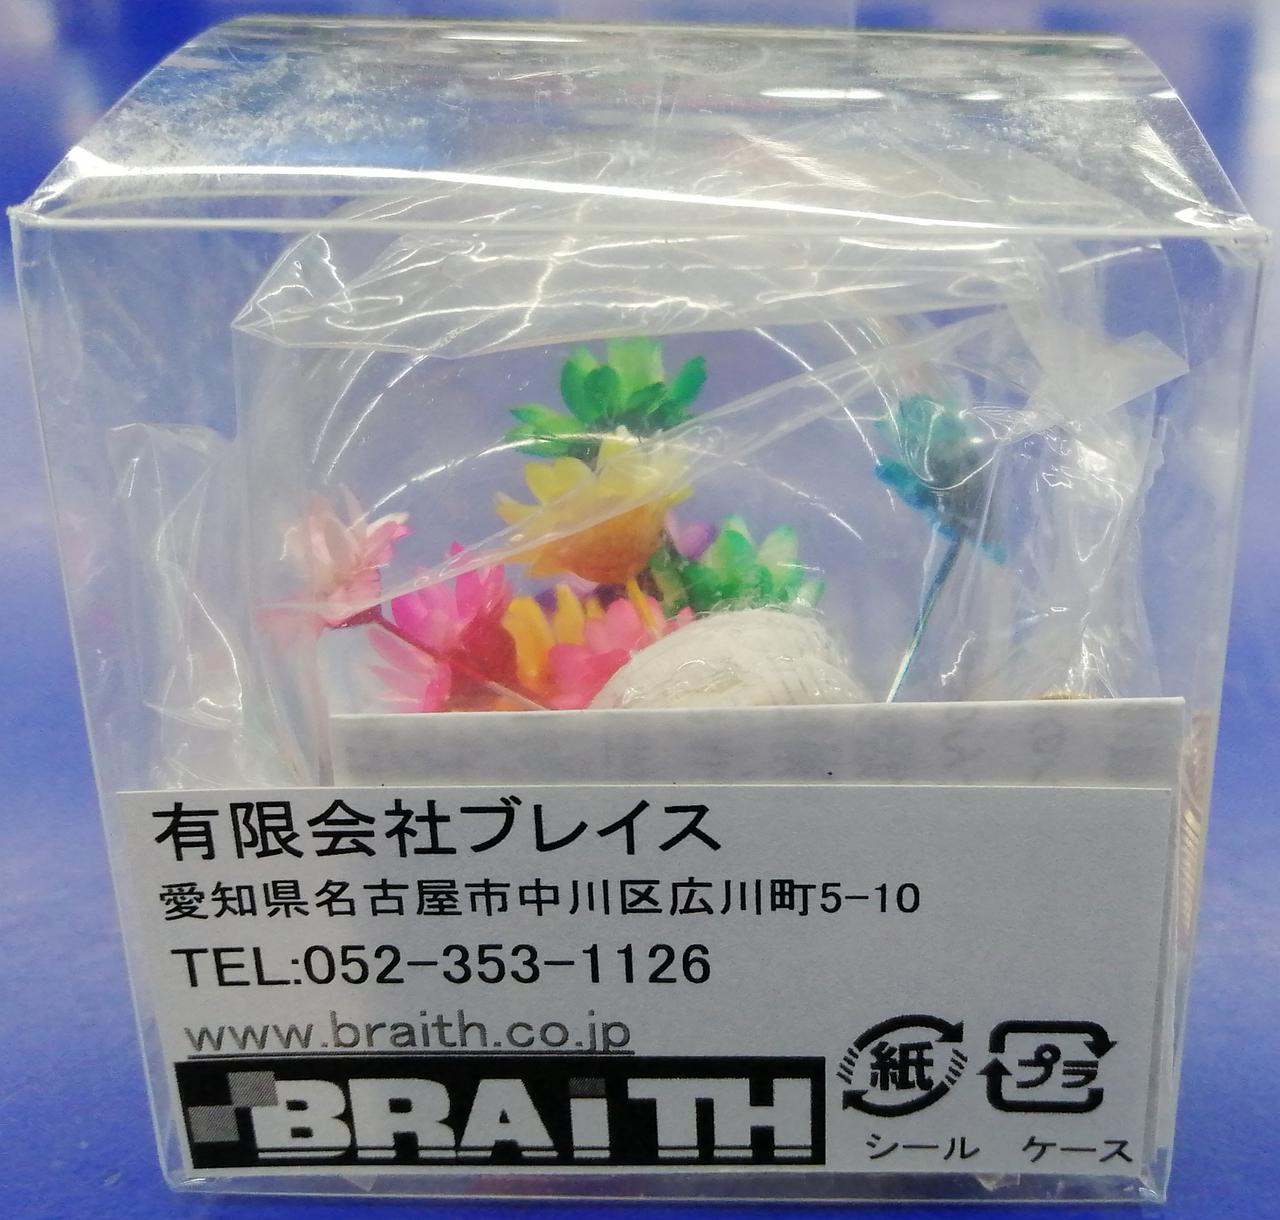 有限会社ブレイス
愛知県名古屋市中川区広川町5-10
TEL:052-353-1126
www.braith.co.jp
BRAiTH
紙 プラ
シール ケース